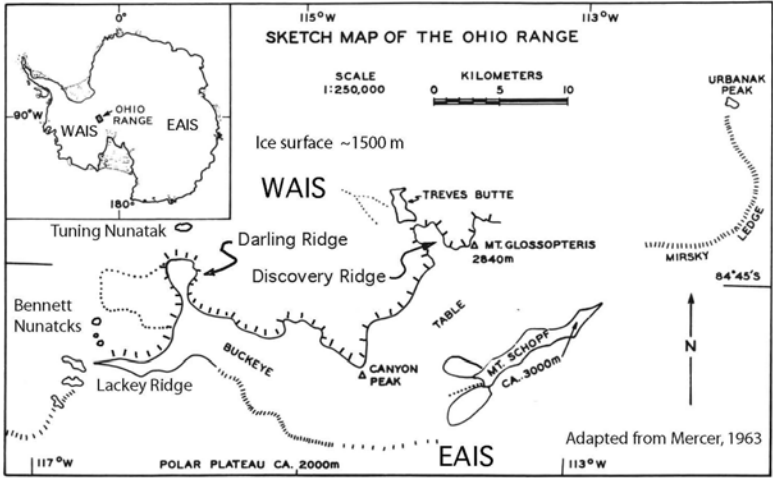 0°
90°W
OHIO
RANGE
WAIS
EAIS
180°
115°W
113°W
SKETCH MAP OF THE OHIO RANGE
SCALE
1:250,000
KILOMETERS
0 5 10
URBANAK
PEAK
Ice surface ~1500 m
WAIS
TREVES BUTTE
Tuning Nunatak
Darling Ridge
Discovery Ridge
MT. GLOSSOPTERIS
2840m
MIRSKY
LEDGE
84°45'S
Bennett
Nunatcks
TABLE
BUCKEYE
MT. SCHOPF
CA. 3000m
N
CANYON
PEAK
Lackey Ridge
EAIS
Adapted from Mercer, 1963
117°W
POLAR PLATEAU CA. 2000m
113°W